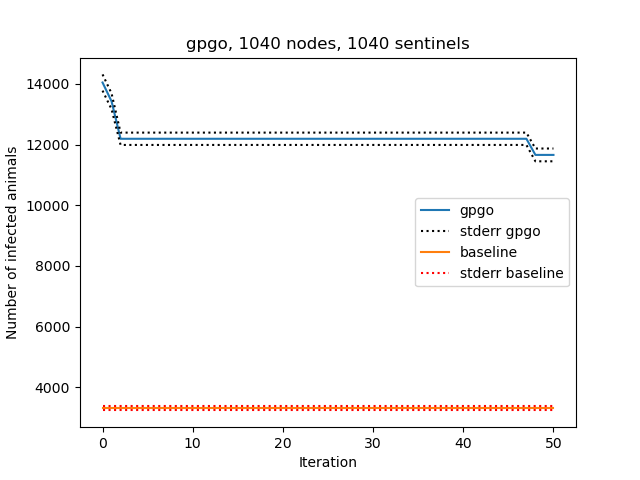 gpgo, 1040 nodes, 1040 sentinels
14000
12000
10000
8000
6000
4000
Number of infected animals
gpgo
stderr gpgo
baseline
stderr baseline
0
10
20
30
40
50
Iteration